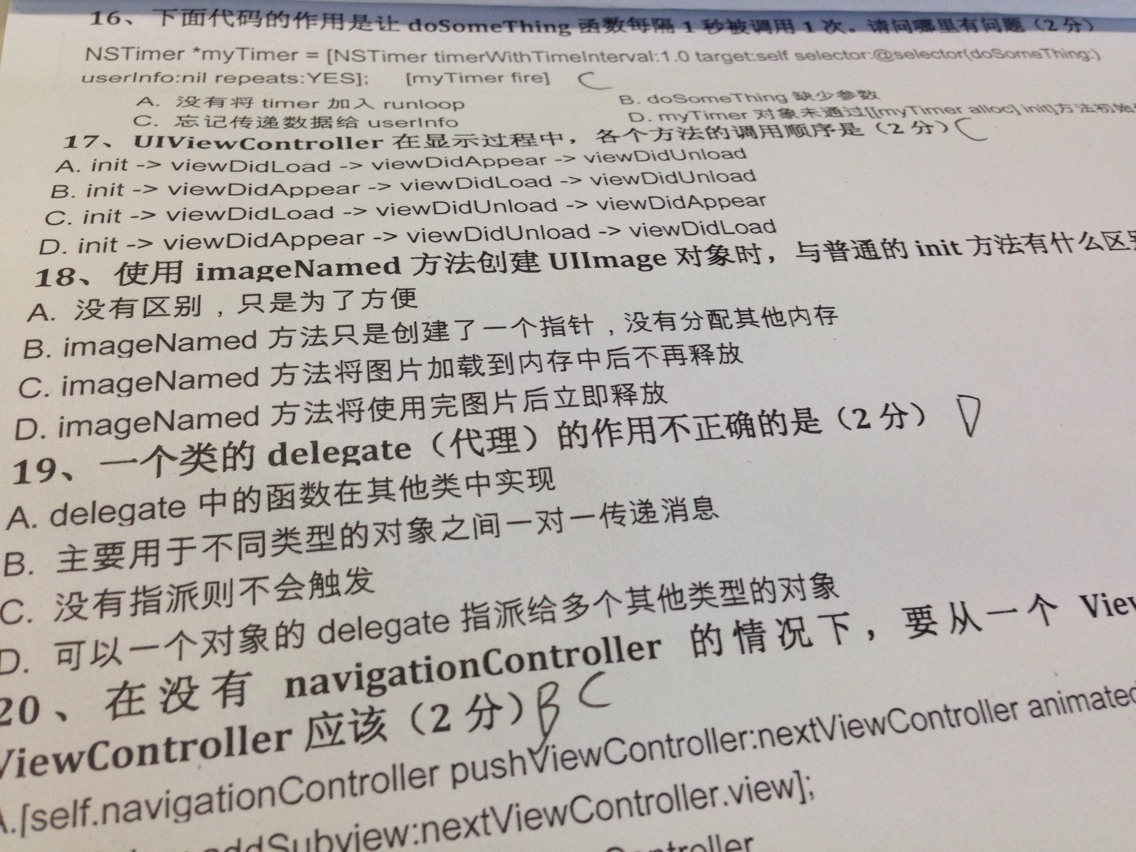 16、下面代码的作用是让 doSomeThing 函数每隔 1 秒被调用 1 次，请问哪里有问题（2 分）
NSTimer *myTimer = [NSTimer timerWithTimeInterval:1.0 target:self selector:@selector(doSomeThing:)
userInfo:nil repeats:YES]; [myTimer fire] C
A. 没有将 timer 加入 runloop B. doSomeThing 缺少参数
C. 忘记传递数据给 userInfo D. myTimer 对象未通过[[myTimer alloc] init]方法初始
17、UIViewController 在显示过程中，各个方法的调用顺序是（2 分）C
A. init -> viewDidLoad -> viewDidAppear -> viewDidUnload
B. init -> viewDidAppear -> viewDidLoad -> viewDidUnload
C. init -> viewDidLoad -> viewDidUnload -> viewDidAppear
D. init -> viewDidAppear -> viewDidUnload -> viewDidLoad
18、使用 imageNamed 方法创建 UIImage 对象时，与普通的 init 方法有什么区
A. 没有区别，只是为了方便
B. imageNamed 方法只是创建了一个指针，没有分配其他内存
C. imageNamed 方法将图片加载到内存中后不再释放
D. imageNamed 方法将使用完图片后立即释放
19、一个类的 delegate（代理）的作用不正确的是（2 分） D
A. delegate 中的函数在其他类中实现
B. 主要用于不同类型的对象之间一对一传递消息
C. 没有指派则不会触发
D. 可以一个对象的 delegate 指派给多个其他类型的对象
20、在没有 navigationController 的情况下，要从一个 View
ViewController 应该（2 分）B C
A.[self.navigationController pushViewController:nextViewController animated
addSubview:nextViewController.view];